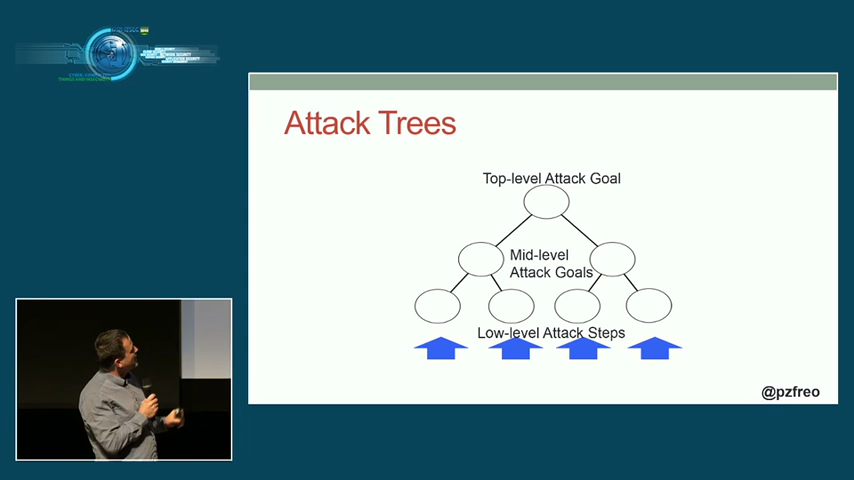 Attack Trees
Top-level Attack Goal
Mid-level
Attack Goals
Low-level Attack Steps
@pzfreo